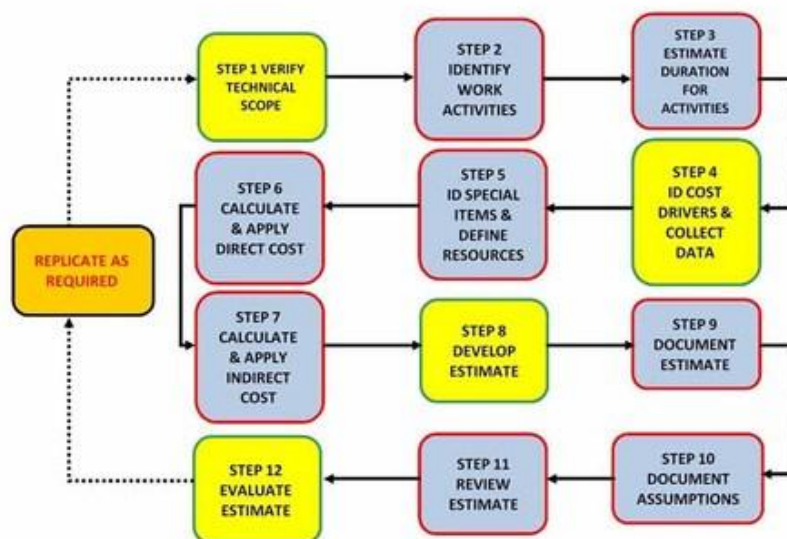 STEP 1 VERIFY
TECHNICAL
SCOPE
STEP 2
IDENTIFY
WORK
ACTIVITIES
STEP 3
ESTIMATE
DURATION
FOR
ACTIVITIES
STEP 4
ID COST
DRIVERS &
COLLECT
DATA
STEP 5
ID SPECIAL
ITEMS &
DEFINE
RESOURCES
STEP 6
CALCULATE
& APPLY
DIRECT COST
REPLICATE AS
REQUIRED
STEP 7
CALCULATE
& APPLY
INDIRECT
COST
STEP 8
DEVELOP
ESTIMATE
STEP 9
DOCUMENT
ESTIMATE
STEP 10
DOCUMENT
ASSUMPTIONS
STEP 11
REVIEW
ESTIMATE
STEP 12
EVALUATE
ESTIMATE